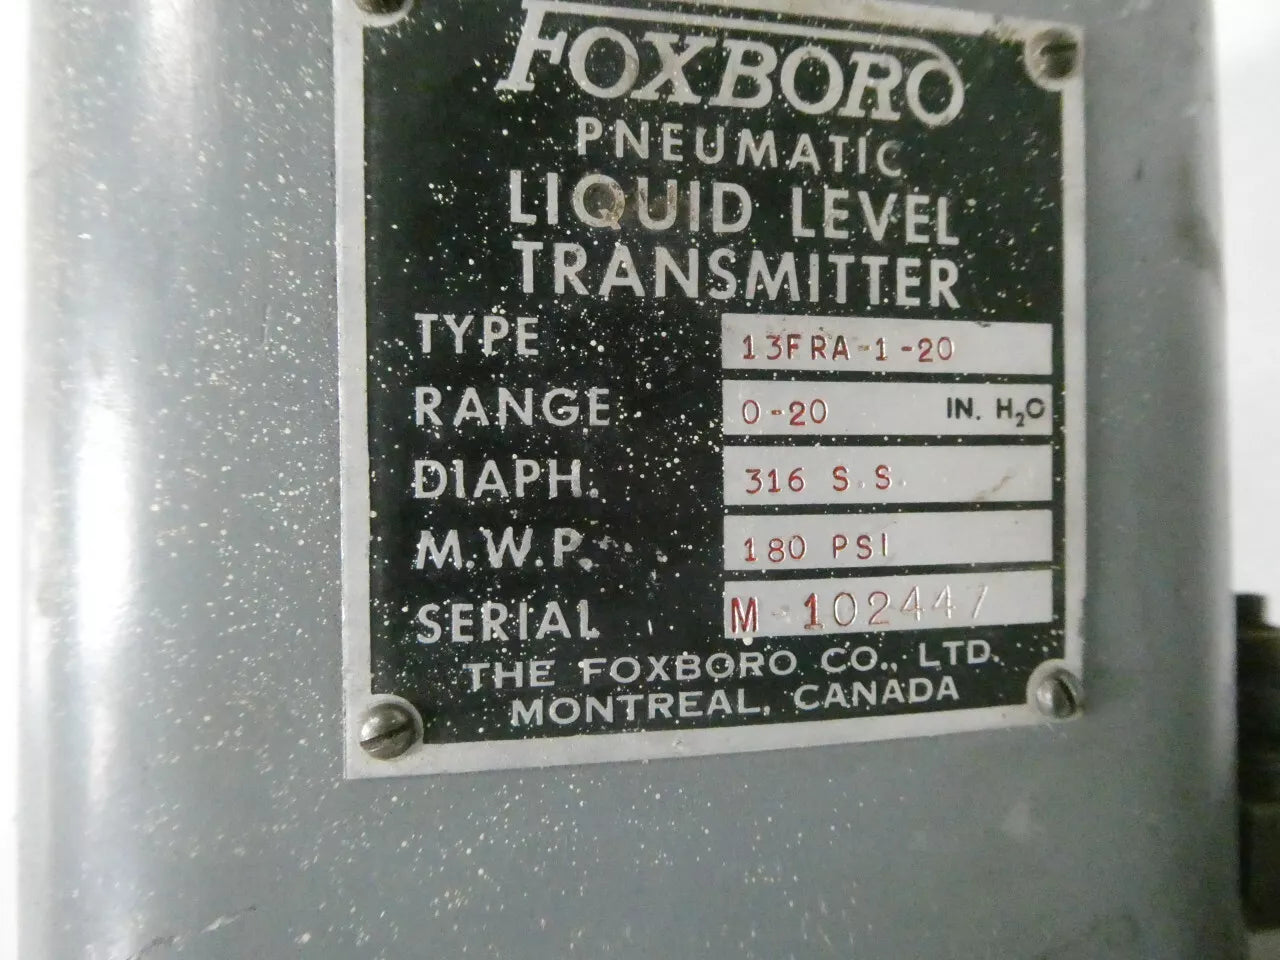 FOXBORO
PNEUMATIC
LIQUID LEVEL
TRANSMITTER
TYPE 13FRA-1-20
RANGE 0-20 IN. H₂O
DIAPH. 316 S.S.
M.W.P. 180 PSI
SERIAL M-102447
THE FOXBORO CO., LTD.
MONTREAL, CANADA